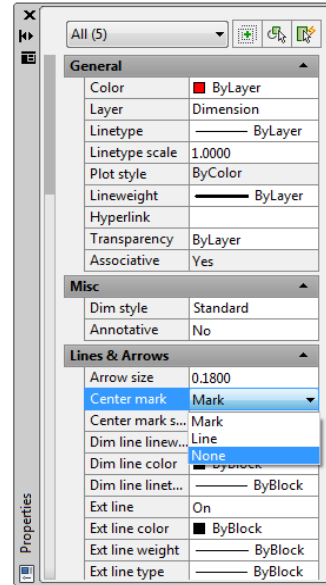 All (5)
General
Color ByLayer
Layer Dimension
Linetype ByLayer
Linetype scale 1.0000
Plot style ByColor
Lineweight ByLayer
Hyperlink
Transparency ByLayer
Associative Yes
Misc
Dim style Standard
Annotative No
Lines & Arrows
Arrow size 0.1800
Center mark Mark
Center mark s... Mark
Dim line linew... Line
None
Dim line color ByBlock
Dim line linet... ByBlock
Ext line On
Ext line color ByBlock
Ext line weight ByBlock
Ext line type ByBlock
Properties